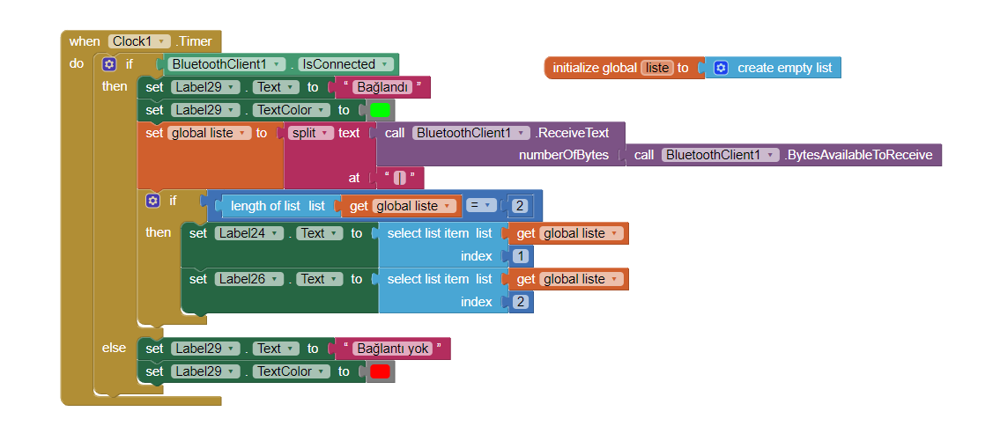 when Clock1 .Timer
do if BluetoothClient1 . IsConnected
initialize global liste to create empty list
then set Label29 . Text to “ Bağlandı ”
set Label29 . TextColor to
set global liste to split text call BluetoothClient1 .ReceiveText
numberOfBytes call BluetoothClient1 .BytesAvailableToReceive
at “ | ”
if length of list list get global liste = 2
then set Label24 . Text to select list item list get global liste
index 1
set Label26 . Text to select list item list get global liste
index 2
else set Label29 . Text to “ Bağlantı yok ”
set Label29 . TextColor to